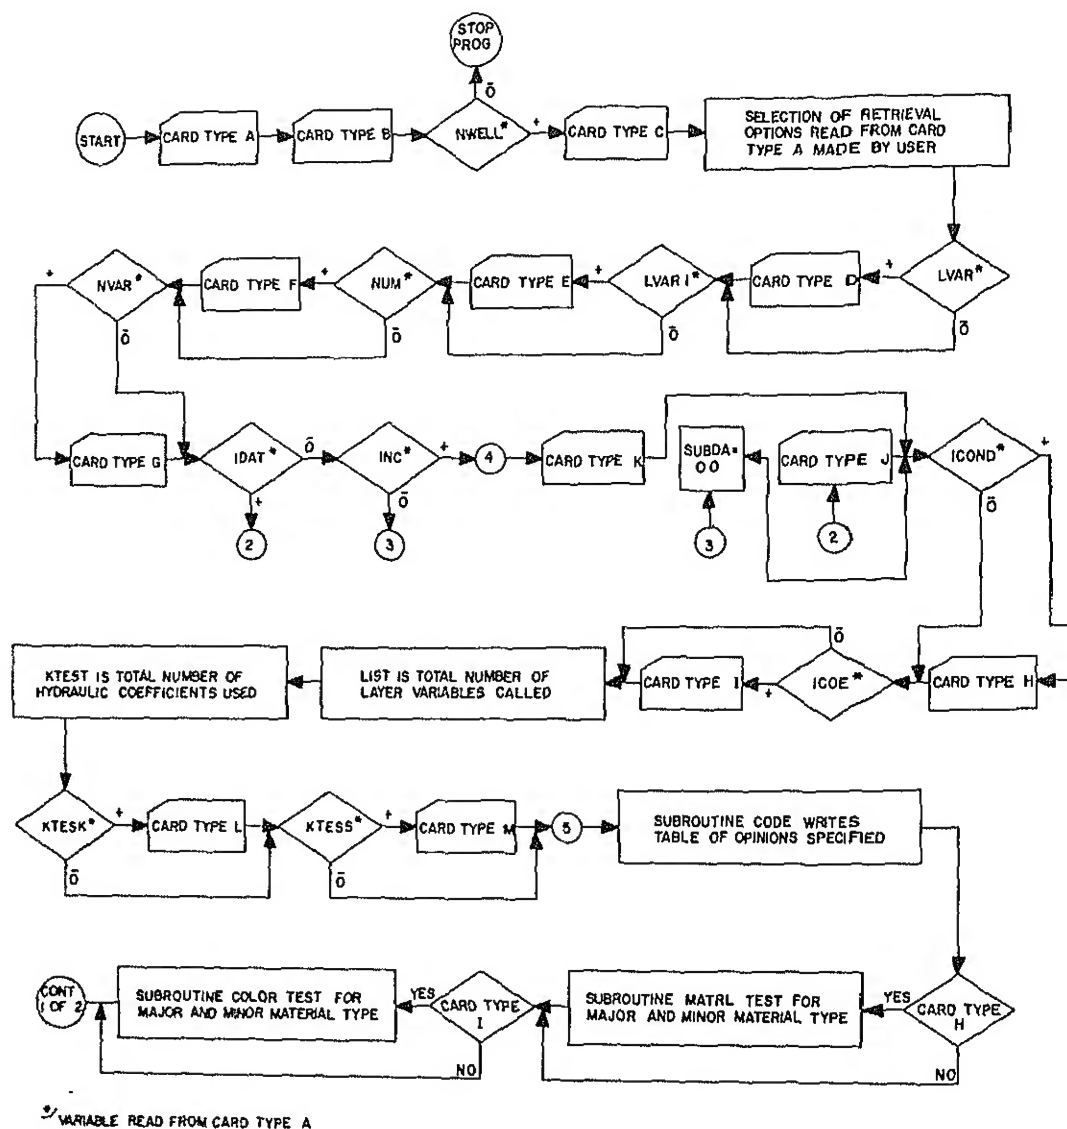 STOP
PROG
Ō
START
CARD TYPE A
CARD TYPE B
NWELL*
+
CARD TYPE C
SELECTION OF RETRIEVAL
OPTIONS READ FROM CARD
TYPE A MADE BY USER
+
NVAR*
Ō
CARD TYPE F
+
NUM*
Ō
CARD TYPE E
+
LVAR I*
Ō
CARD TYPE D
+
LVAR*
Ō
CARD TYPE G
IDAT*
Ō
+
2
INC*
+
Ō
3
4
CARD TYPE K
SUBDA=
00
3
CARD TYPE J
2
ICOND*
+
Ō
KTEST IS TOTAL NUMBER OF
HYDRAULIC COEFFICIENTS USED
LIST IS TOTAL NUMBER OF
LAYER VARIABLES CALLED
CARD TYPE I
+
Ō
ICOE*
CARD TYPE H
KTESK*
+
Ō
CARD TYPE L
KTESS*
+
Ō
CARD TYPE M
5
SUBROUTINE CODE WRITES
TABLE OF OPINIONS SPECIFIED
CONT
1 OF 2
SUBROUTINE COLOR TEST FOR
MAJOR AND MINOR MATERIAL TYPE
YES
CARD TYPE
I
NO
SUBROUTINE MATRL TEST FOR
MAJOR AND MINOR MATERIAL TYPE
YES
CARD TYPE
H
NO
*/ VARIABLE READ FROM CARD TYPE A